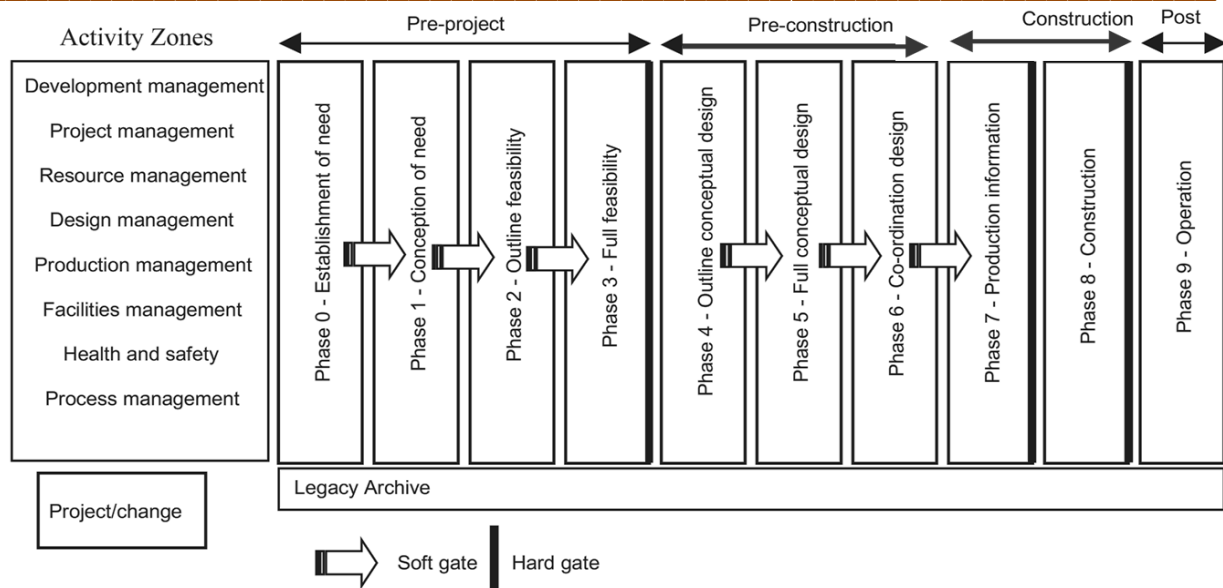 Activity Zones
Pre-project
Pre-construction
Construction
Post
Development management
Project management
Resource management
Design management
Production management
Facilities management
Health and safety
Process management
Phase 0 - Establishment of need
Phase 1 - Conception of need
Phase 2 - Outline feasibility
Phase 3 - Full feasibility
Phase 4 - Outline conceptual design
Phase 5 - Full conceptual design
Phase 6 - Co-ordination design
Phase 7 - Production information
Phase 8 - Construction
Phase 9 - Operation
Project/change
Legacy Archive
Soft gate
Hard gate